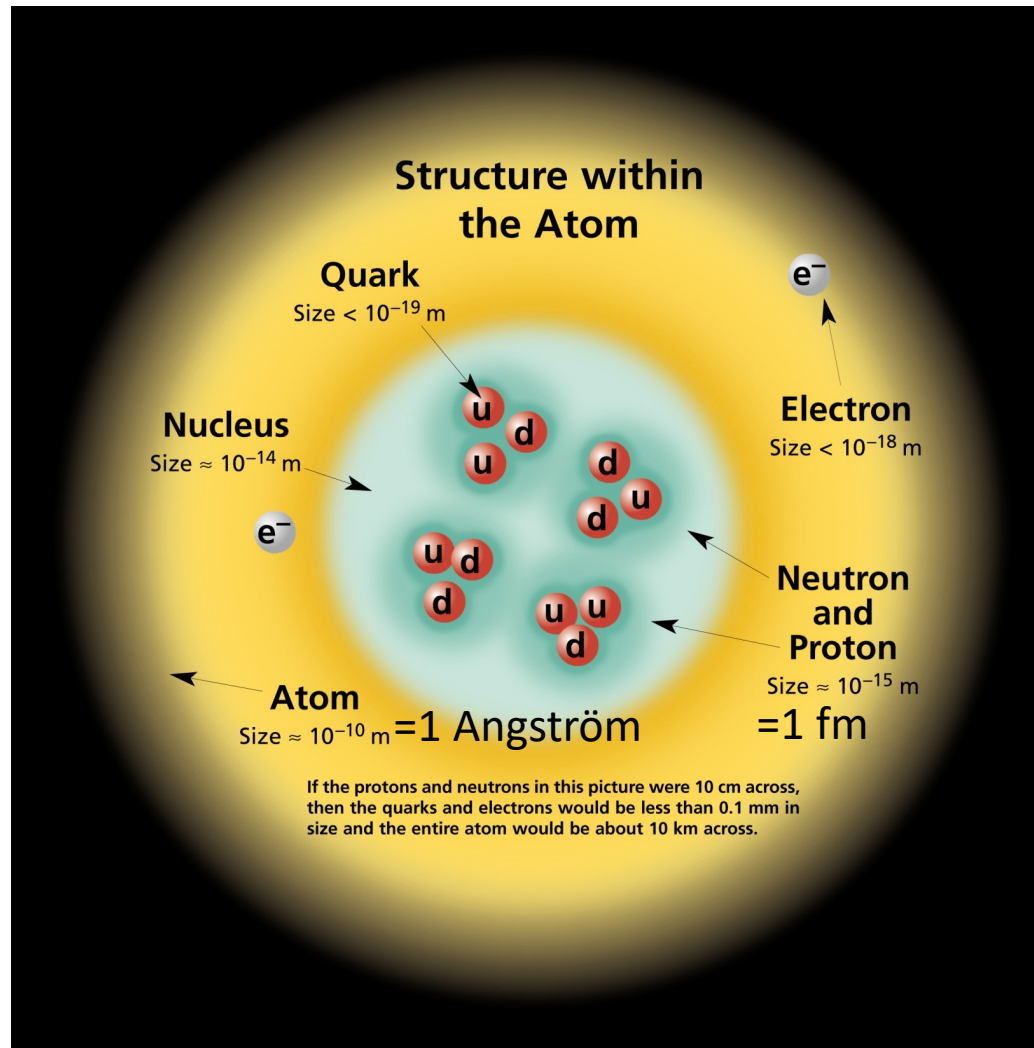 Structure within
the Atom
Quark
Size < 10⁻¹⁹ m
e⁻
Nucleus
Size ≈ 10⁻¹⁴ m
Electron
Size < 10⁻¹⁸ m
u
d
u
d
u
d
e⁻
u
d
d
u
u
d
Neutron
and
Proton
Size ≈ 10⁻¹⁵ m
=1 fm
Atom
Size ≈ 10⁻¹⁰ m =1 Angström
If the protons and neutrons in this picture were 10 cm across,
then the quarks and electrons would be less than 0.1 mm in
size and the entire atom would be about 10 km across.